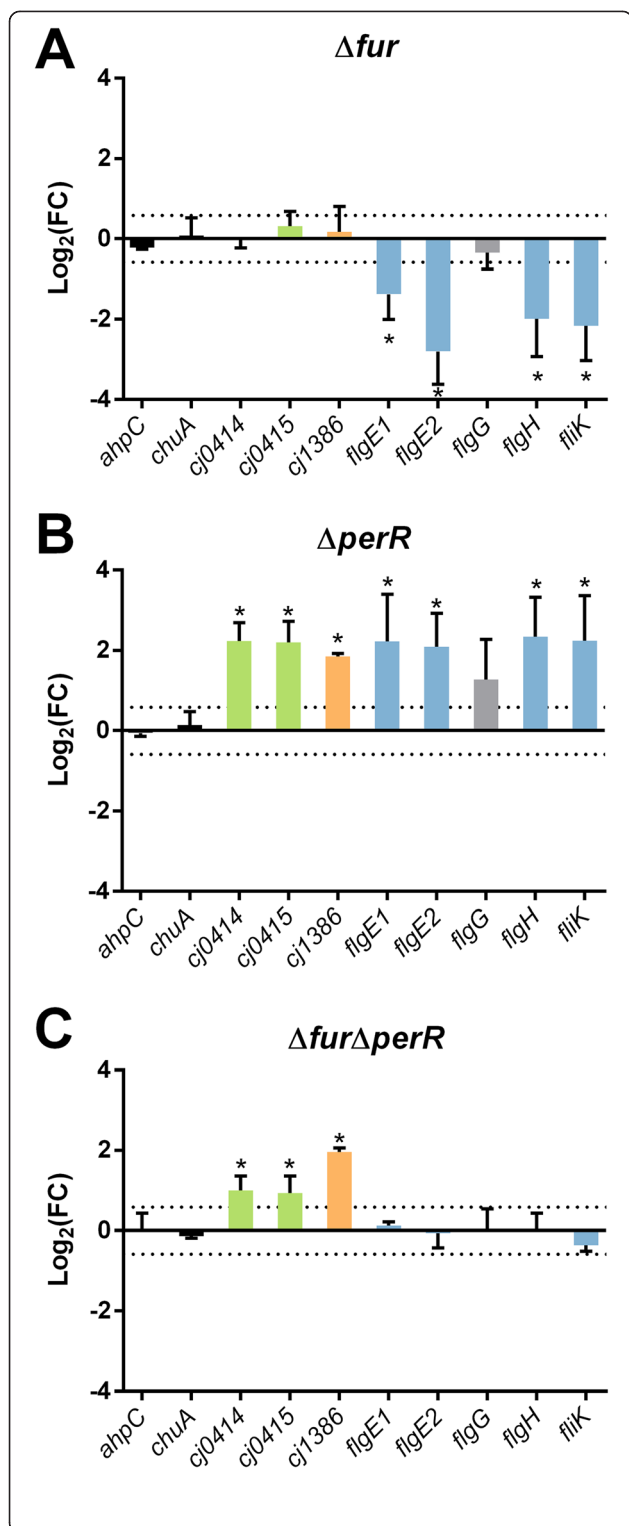 A
Δfur
Log2(FC)
4
2
0
-2
-4
*
*
*
*
ahpC
chuA
cj0414
cj0415
cj1386
flgE1
flgE2
flgG
flgH
fliK
B
ΔperR
Log2(FC)
4
2
0
-2
-4
*
*
*
*
*
*
*
ahpC
chuA
cj0414
cj0415
cj1386
flgE1
flgE2
flgG
flgH
fliK
C
ΔfurΔperR
Log2(FC)
4
2
0
-2
-4
*
*
*
ahpC
chuA
cj0414
cj0415
cj1386
flgE1
flgE2
flgG
flgH
fliK